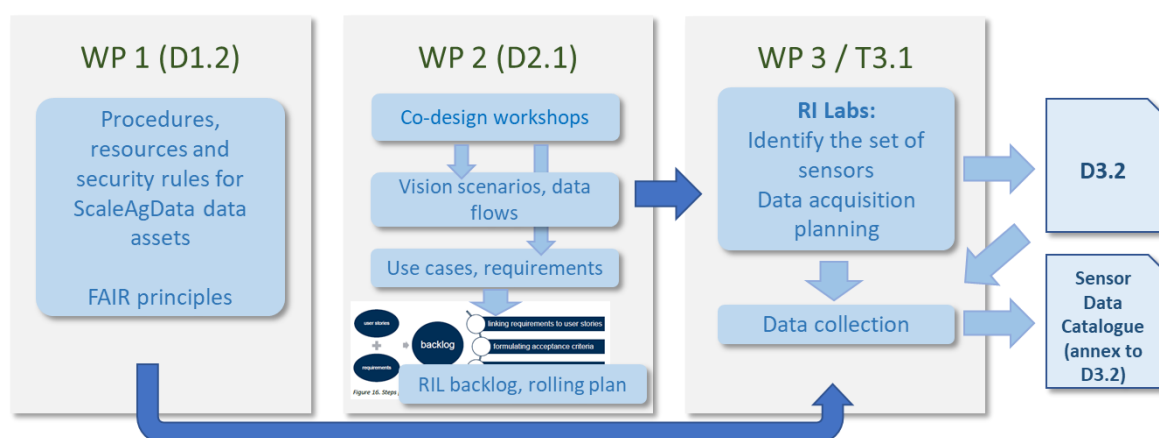 WP 1 (D1.2)
Procedures,
resources and
security rules for
ScaleAgData data
assets
FAIR principles
WP 2 (D2.1)
Co-design workshops
Vision scenarios, data
flows
Use cases, requirements
user stories
requirements
backlog
linking requirements to user stories
formulating acceptance criteria
Figure 16. Steps
RIL backlog, rolling plan
WP 3 / T3.1
RI Labs:
Identify the set of
sensors
Data acquisition
planning
Data collection
D3.2
Sensor
Data
Catalogue
(annex to
D3.2)